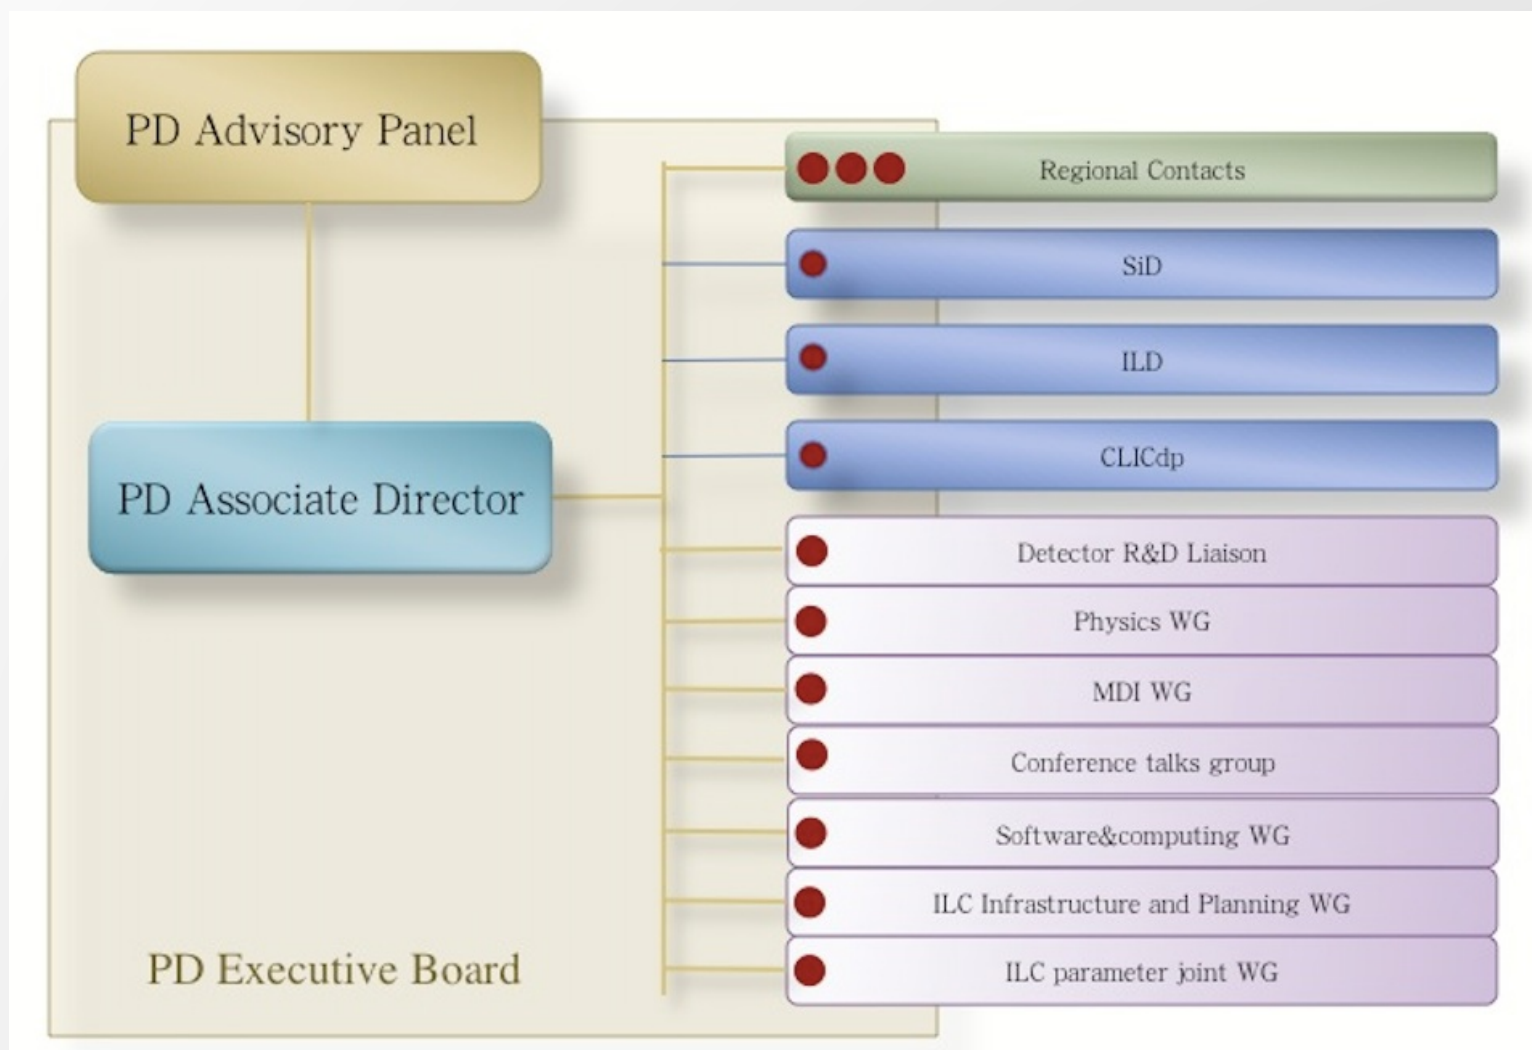 PD Advisory Panel
PD Associate Director
PD Executive Board
Regional Contacts
SiD
ILD
CLICdp
Detector R&D Liaison
Physics WG
MDI WG
Conference talks group
Software&computing WG
ILC Infrastructure and Planning WG
ILC parameter joint WG